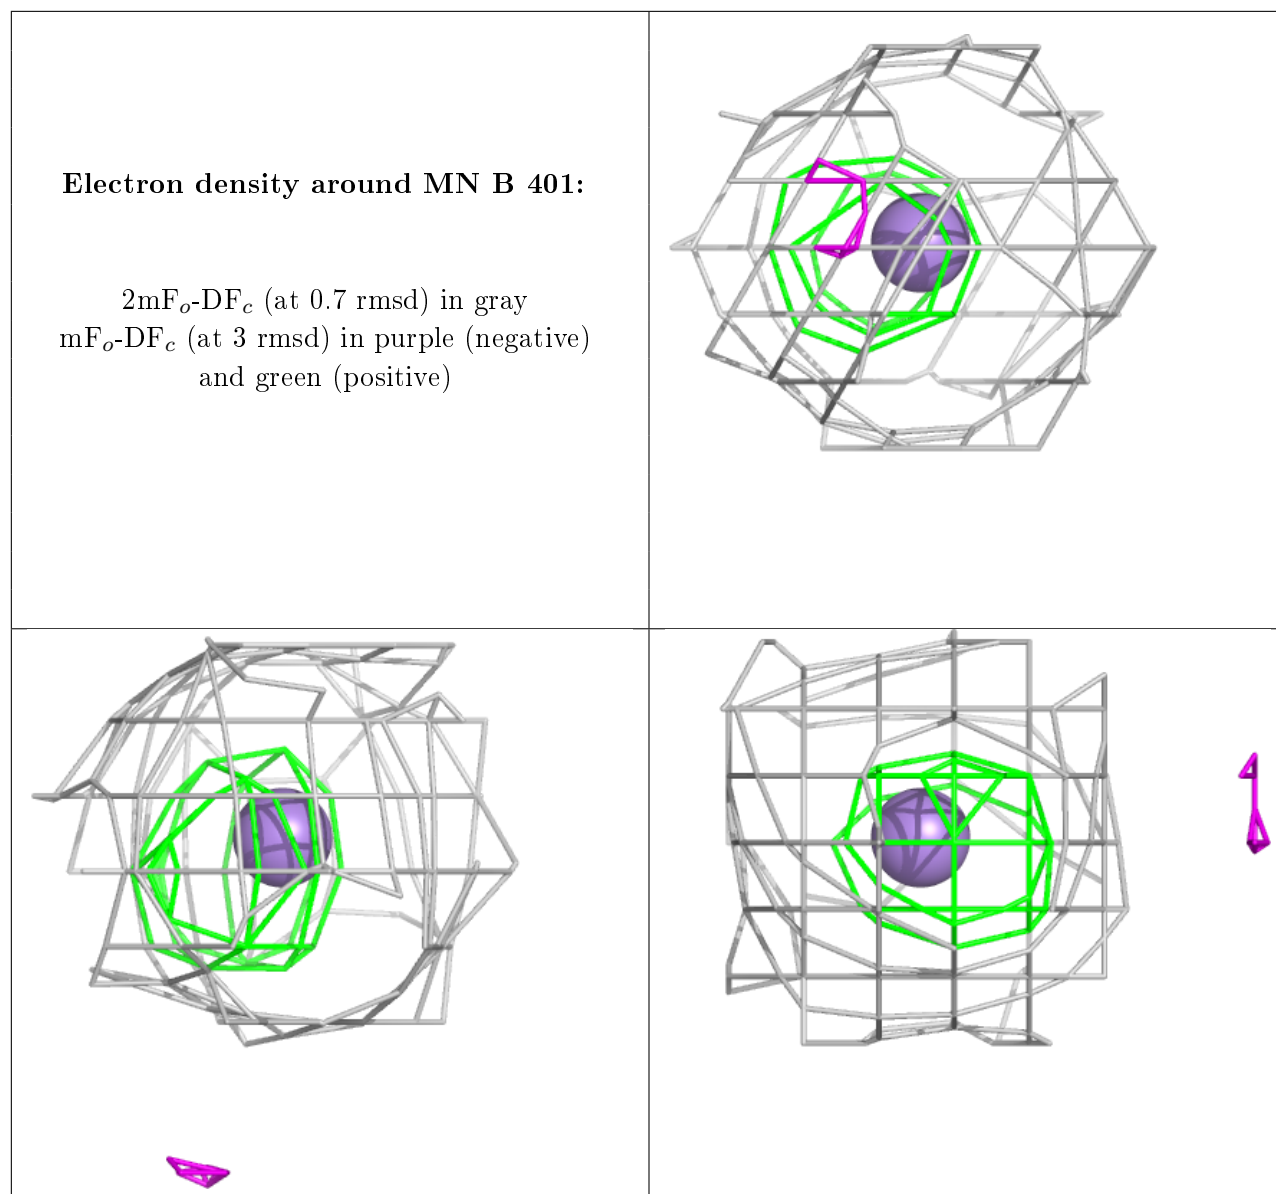 Electron density around MN B 401:
2mFₒ-DF𝒸 (at 0.7 rmsd) in gray
mFₒ-DF𝒸 (at 3 rmsd) in purple (negative)
and green (positive)